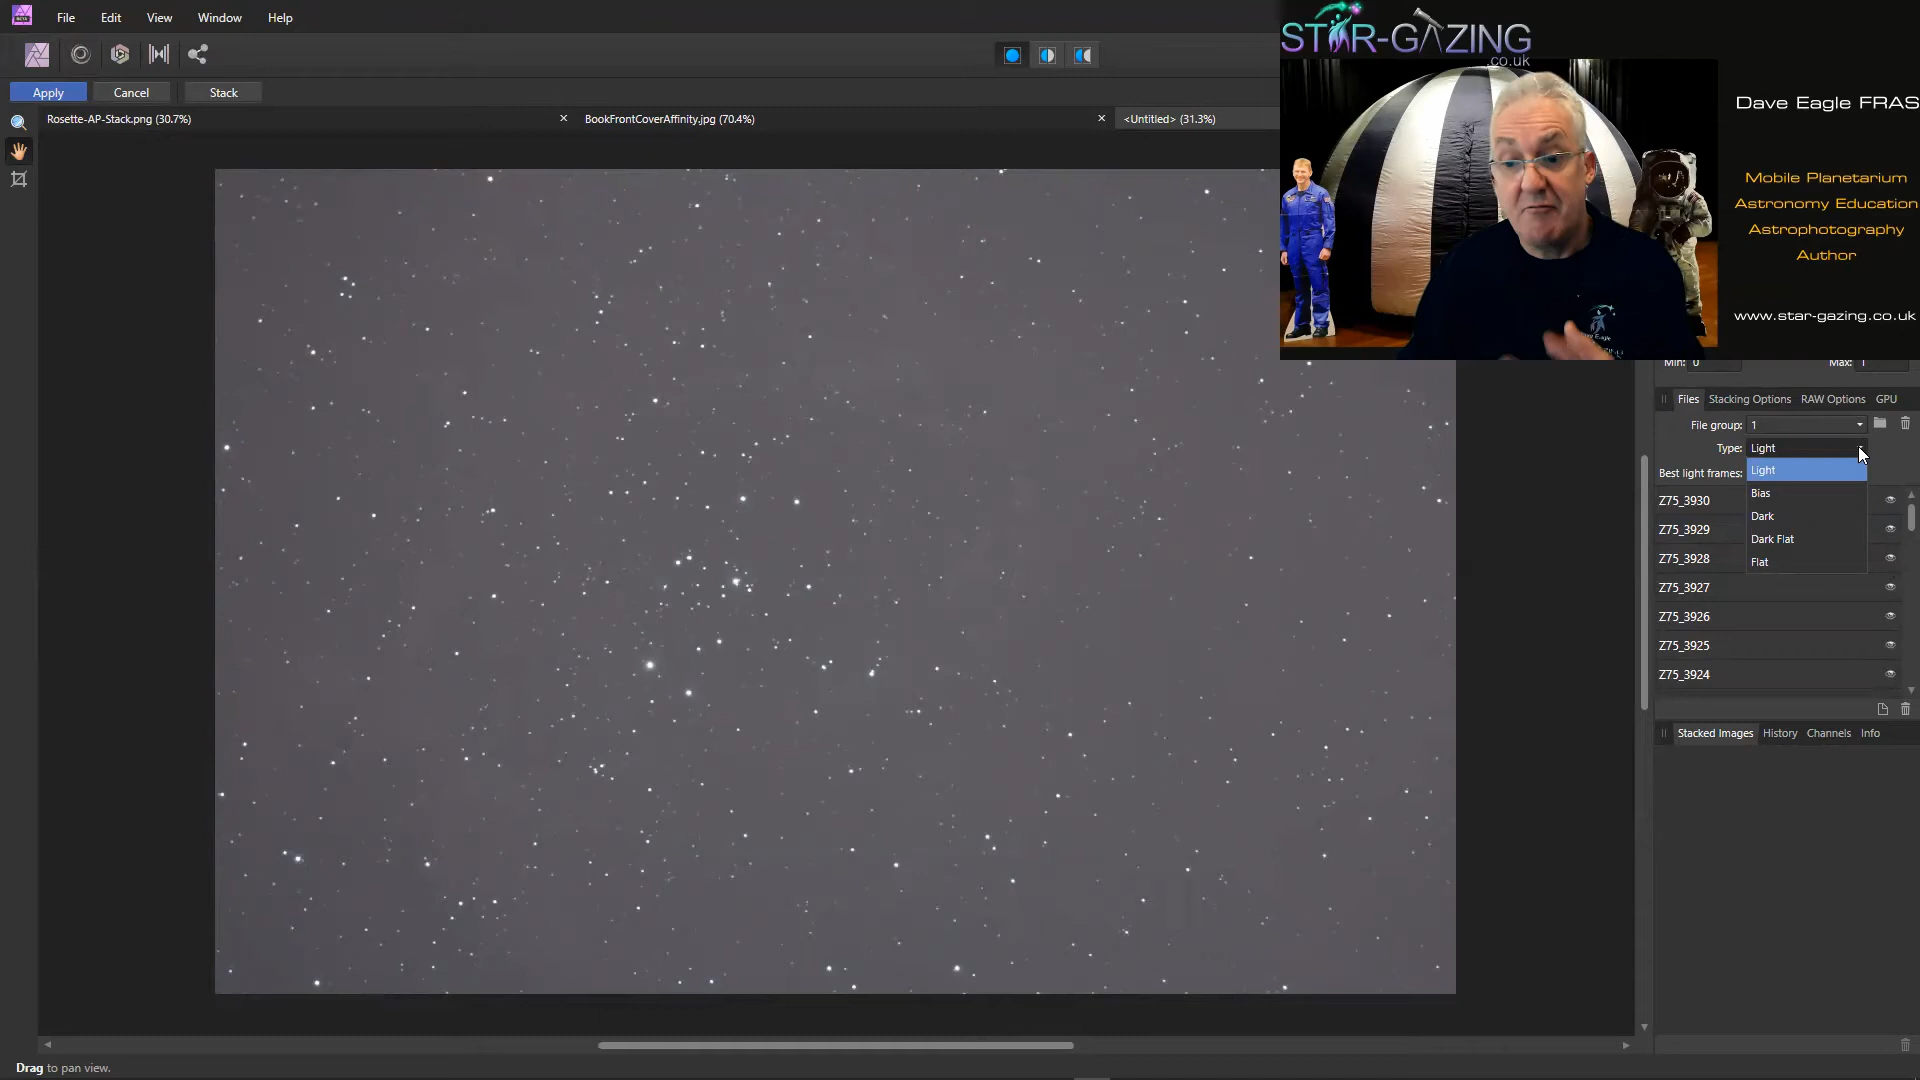 File Edit View Window Help
STAR-GAZING
.co.uk
Apply Cancel Stack
Rosette-AP-Stack.png (30.7%) BookFrontCoverAffinity.jpg (70.4%) <Untitled> (31.3%)
Dave Eagle FRAS
Mobile Planetarium
Astronomy Education
Astrophotography
Author
www.star-gazing.co.uk
Min: 0 Max: 1
Files Stacking Options RAW Options GPU
File group: 1
Type: Light
Best light frames:
Light
Bias
Dark
Dark Flat
Flat
Z75_3930
Z75_3929
Z75_3928
Z75_3927
Z75_3926
Z75_3925
Z75_3924
Stacked Images History Channels Info
Drag to pan view.